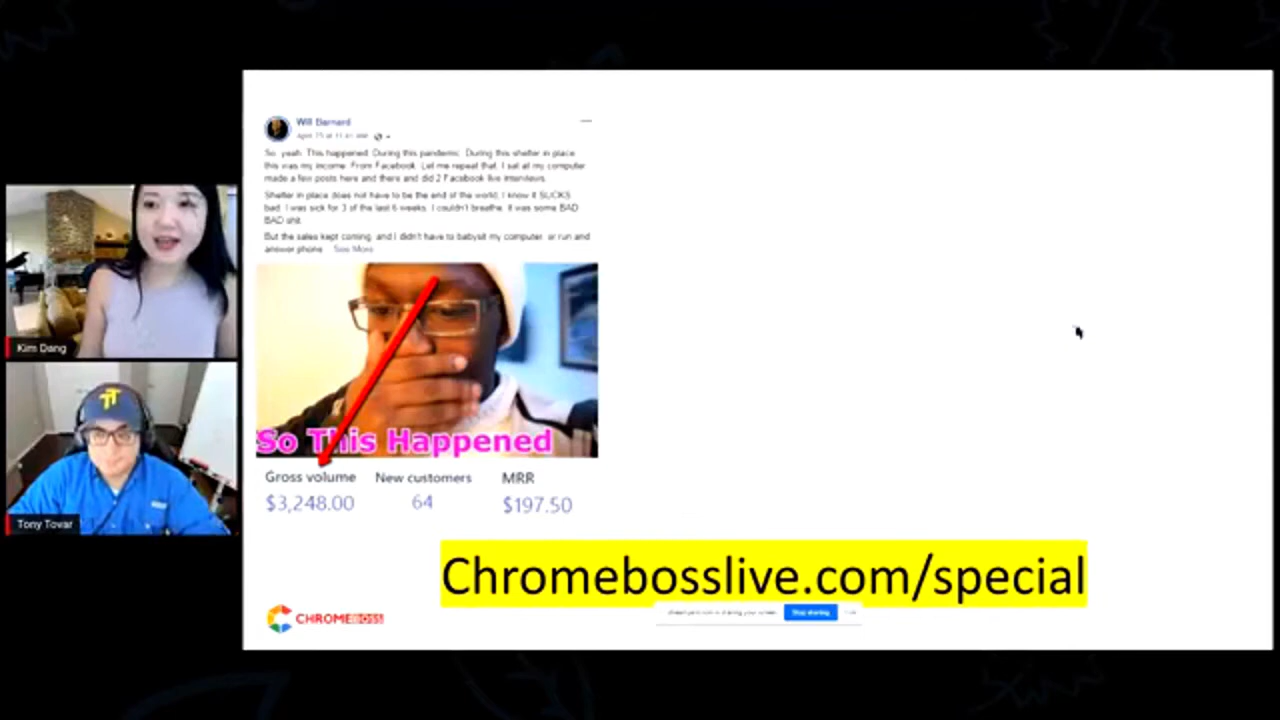 Will Barnard
So. yeah. This happened. During this pandemic. During this shelter in place
this was my income. From Facebook. Let me repeat that. I sat at my computer
made a few posts here and there and did 2 Facebook live interviews.
Shelter in place does not have to be the end of the world. I know it SUCKS
bad. I was sick for 3 of the last 6 weeks. I couldn't breathe. It was some BAD
BAD shit.
But the sales kept coming. and I didn't have to babysit my computer. or run and
answer phone. See More
So This Happened
Gross volume New customers MRR
$3,248.00 64 $197.50
Kim Dang
Tony Tovar
Chromebosslive.com/special
is sharing your screen. Stop sharing
CHROMEBOSS
TT